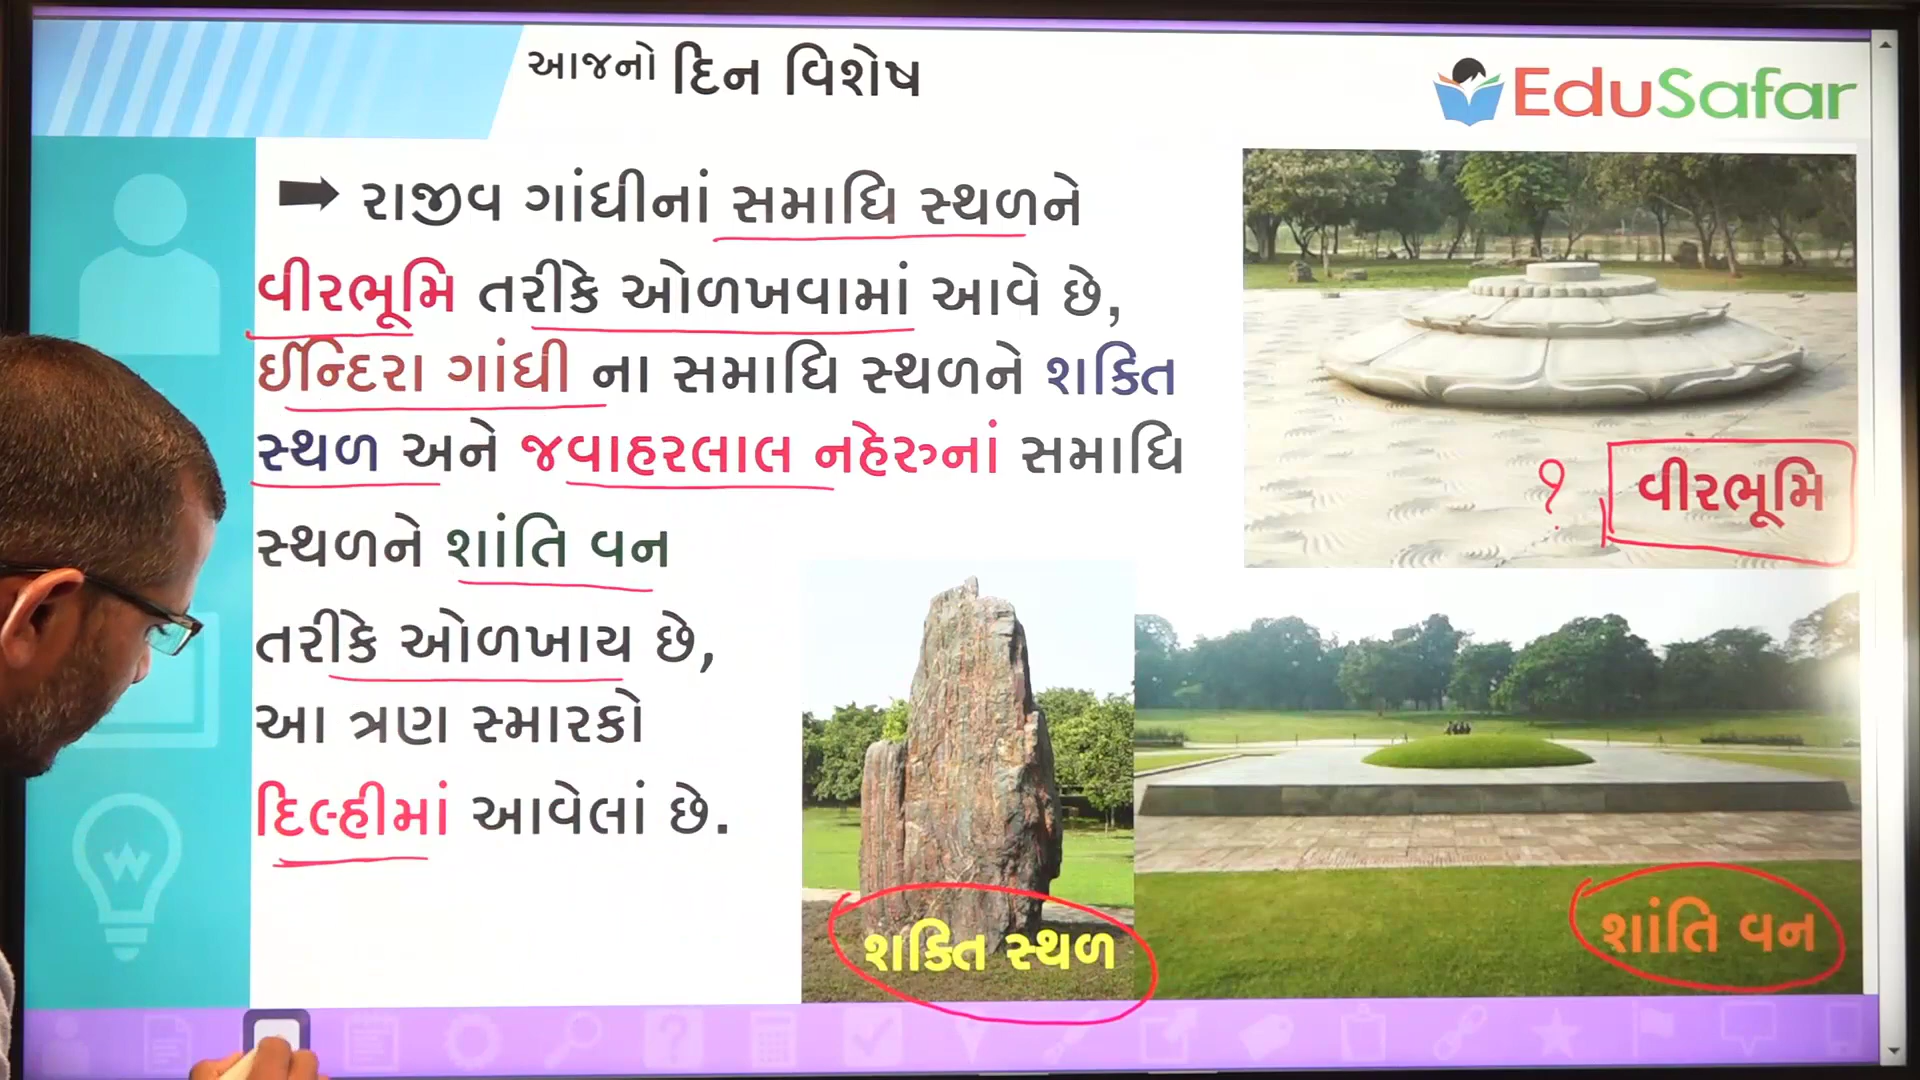 આજનો દિન વિશેષ
EduSafar
રાજીવ ગાંધીનાં સમાધિ સ્થળને
વીરભૂમિ તરીકે ઓળખવામાં આવે છે,
ઈન્દિરા ગાંધી ના સમાધિ સ્થળને શક્તિ
સ્થળ અને જવાહરલાલ નહેરુનાં સમાધિ
સ્થળને શાંતિ વન
તરીકે ઓળખાય છે,
આ ત્રણ સ્મારકો
દિલ્હીમાં આવેલાં છે.
વીરભૂમિ
શક્તિ સ્થળ
શાંતિ વન